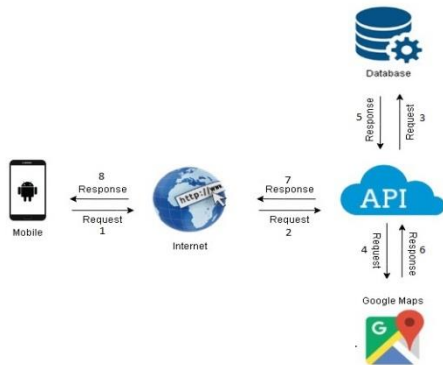 Database
5
Response
Request
3
8
Response
Request
1
Mobile
http://www
Internet
7
Response
Request
2
API
4
Request
Response
6
Google Maps
G